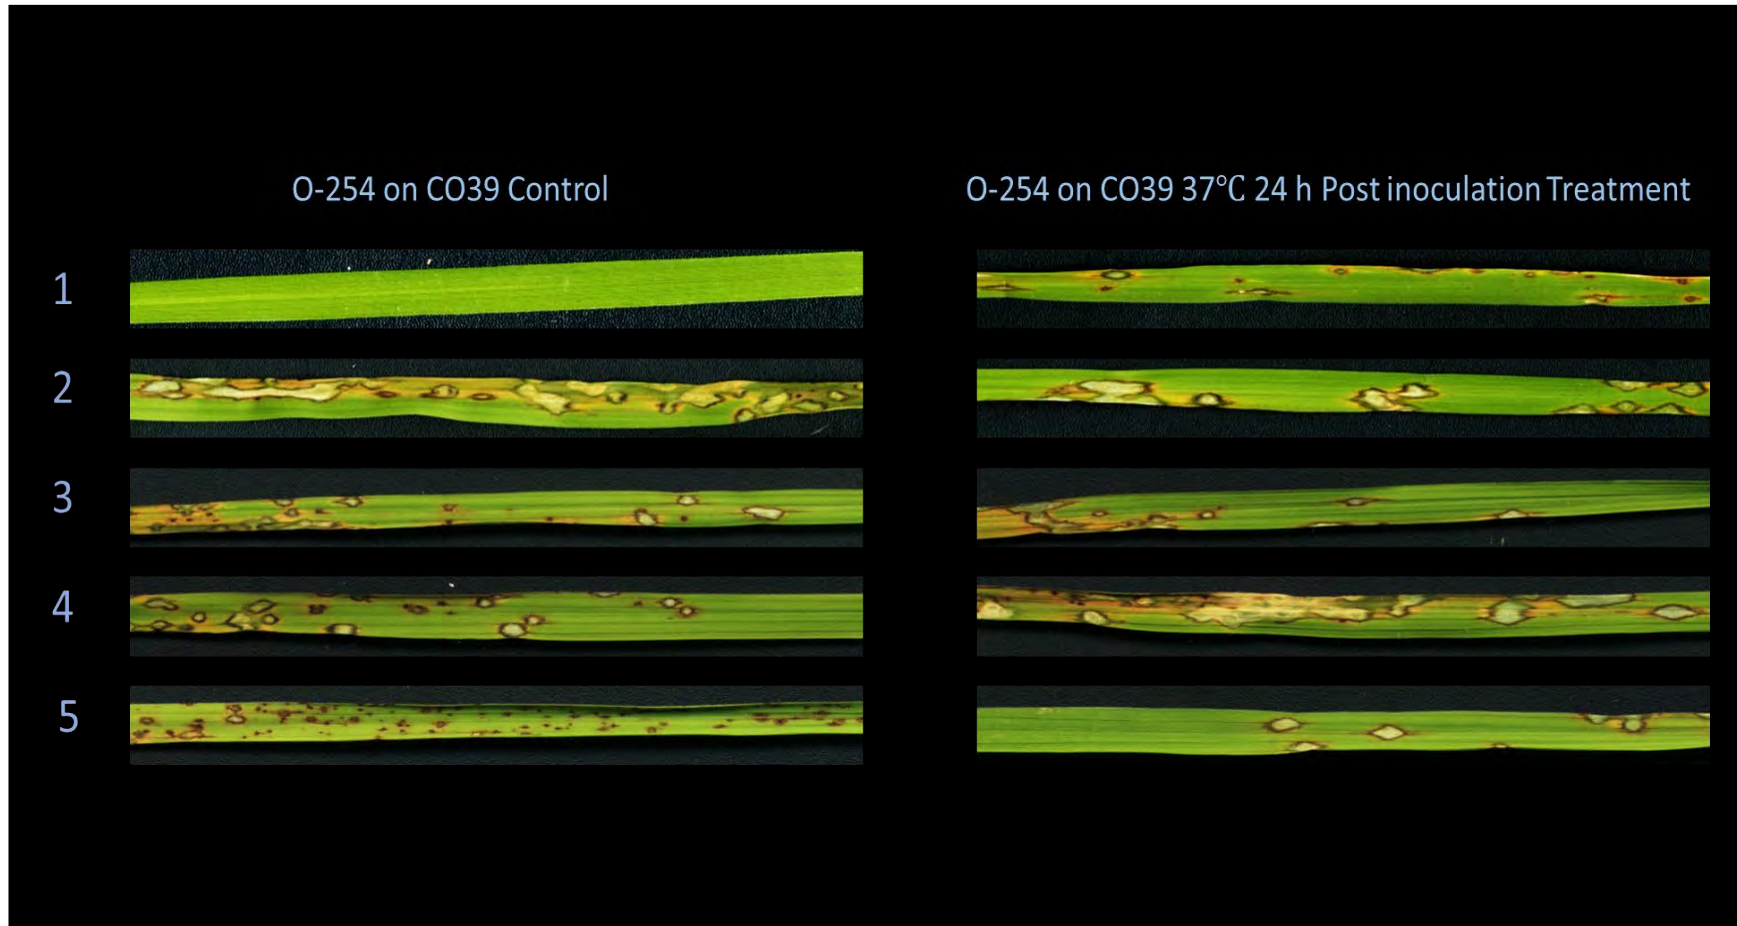 O-254 on CO39 Control
O-254 on CO39 37℃ 24 h Post inoculation Treatment
1
2
3
4
5